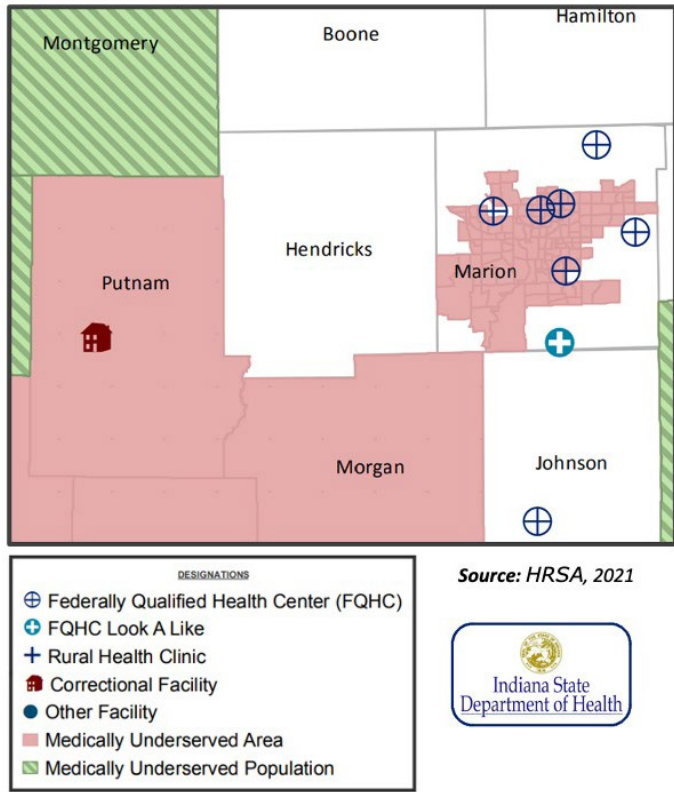 Montgomery
Boone
Hamilton
Hendricks
Marion
Putnam
Morgan
Johnson
DESIGNATIONS
Federally Qualified Health Center (FQHC)
FQHC Look A Like
Rural Health Clinic
Correctional Facility
Other Facility
Medically Underserved Area
Medically Underserved Population
Source: HRSA, 2021
Indiana State
Department of Health